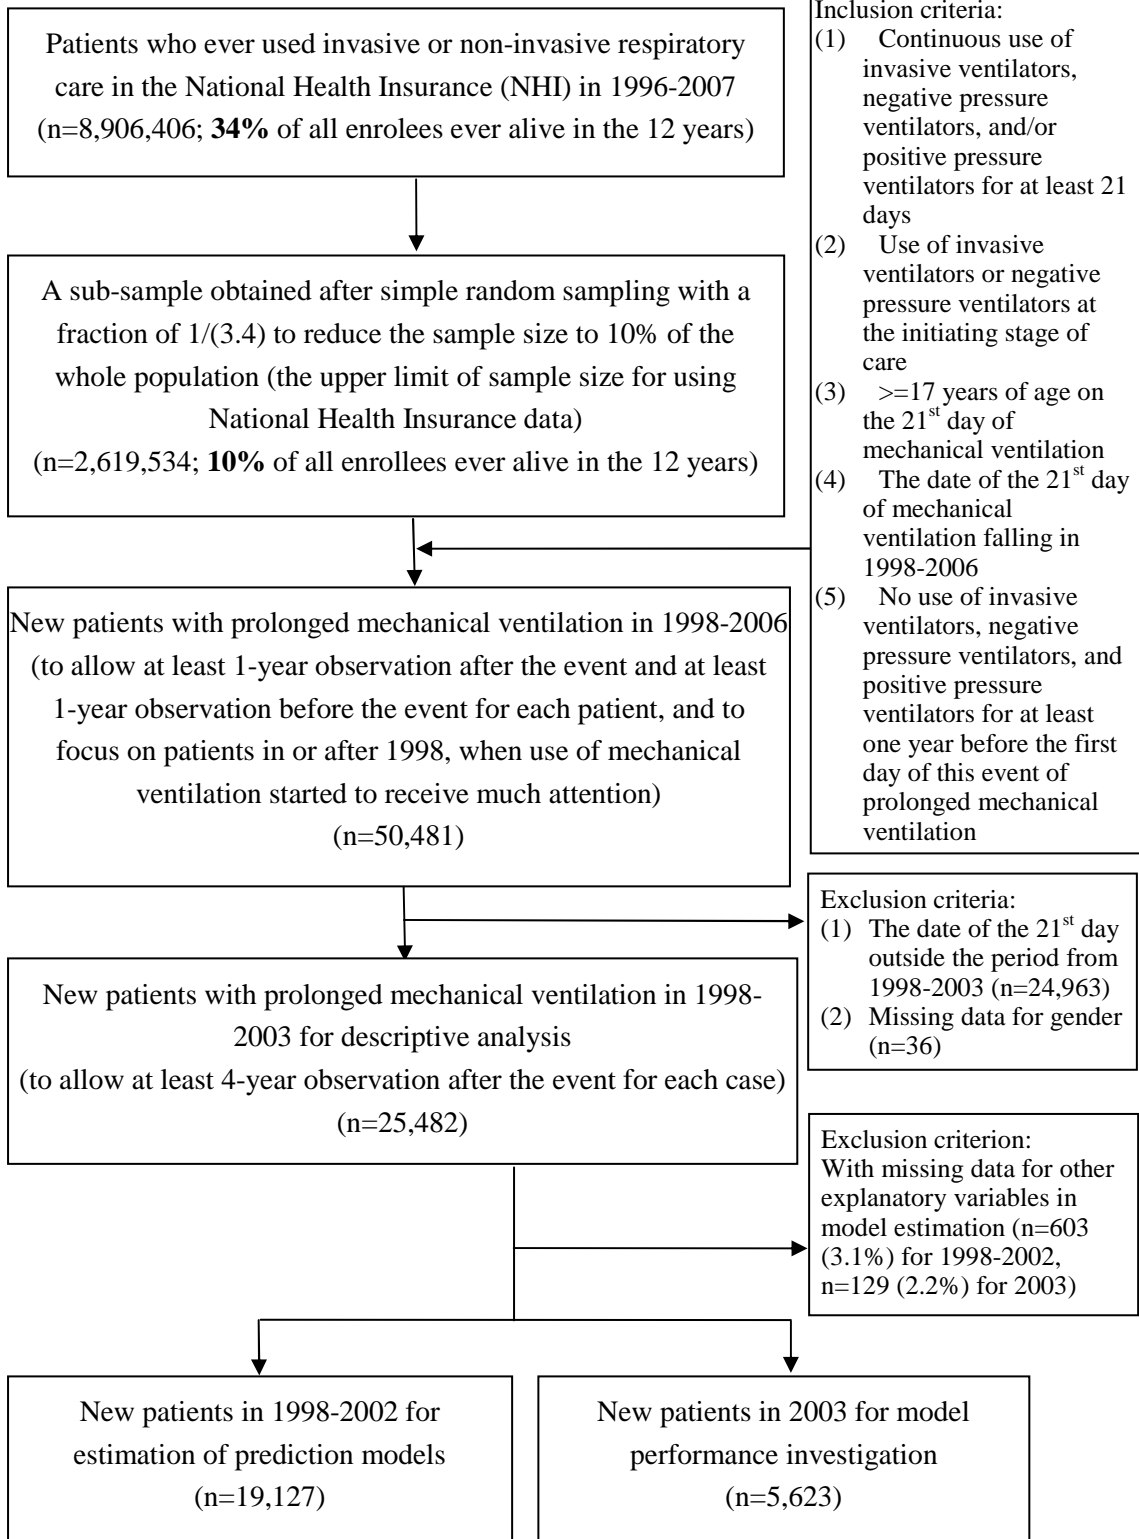 Patients who ever used invasive or non-invasive respiratory
care in the National Health Insurance (NHI) in 1996-2007
(n=8,906,406; 34% of all enrolees ever alive in the 12 years)
A sub-sample obtained after simple random sampling with a
fraction of 1/(3.4) to reduce the sample size to 10% of the
whole population (the upper limit of sample size for using
National Health Insurance data)
(n=2,619,534; 10% of all enrollees ever alive in the 12 years)
Inclusion criteria:
(1) Continuous use of
invasive ventilators,
negative pressure
ventilators, and/or
positive pressure
ventilators for at least 21
days
(2) Use of invasive
ventilators or negative
pressure ventilators at
the initiating stage of
care
(3) >=17 years of age on
the 21st day of
mechanical ventilation
(4) The date of the 21st day
of mechanical
ventilation falling in
1998-2006
(5) No use of invasive
ventilators, negative
pressure ventilators, and
positive pressure
ventilators for at least
one year before the first
day of this event of
prolonged mechanical
ventilation
New patients with prolonged mechanical ventilation in 1998-2006
(to allow at least 1-year observation after the event and at least
1-year observation before the event for each patient, and to
focus on patients in or after 1998, when use of mechanical
ventilation started to receive much attention)
(n=50,481)
Exclusion criteria:
(1) The date of the 21st day
outside the period from
1998-2003 (n=24,963)
(2) Missing data for gender
(n=36)
New patients with prolonged mechanical ventilation in 1998-
2003 for descriptive analysis
(to allow at least 4-year observation after the event for each case)
(n=25,482)
Exclusion criterion:
With missing data for other
explanatory variables in
model estimation (n=603
(3.1%) for 1998-2002,
n=129 (2.2%) for 2003)
New patients in 1998-2002 for
estimation of prediction models
(n=19,127)
New patients in 2003 for model
performance investigation
(n=5,623)